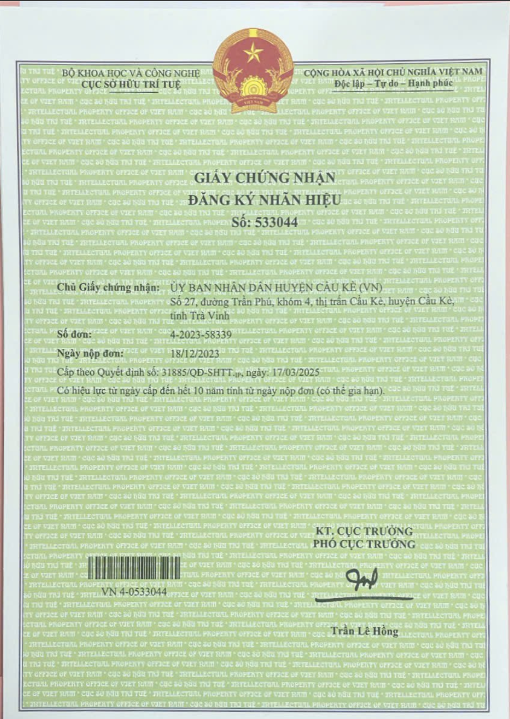 BỘ KHOA HỌC VÀ CÔNG NGHỆ
CỤC SỞ HỮU TRÍ TUỆ
CỘNG HÒA XÃ HỘI CHỦ NGHĨA VIỆT NAM
Độc lập – Tự do – Hạnh phúc
VIỆT NAM
GIẤY CHỨNG NHẬN
ĐĂNG KÝ NHÃN HIỆU
Số: 533044
Chủ Giấy chứng nhận: ỦY BAN NHÂN DÂN HUYỆN CẦU KÈ (VN)
Số 27, đường Trần Phú, khóm 4, thị trấn Cầu Kè, huyện Cầu Kè,
tỉnh Trà Vinh
Số đơn: 4-2023-58339
Ngày nộp đơn: 18/12/2023
Cấp theo Quyết định số: 31885/QĐ-SHTT.IP, ngày: 17/03/2025
Có hiệu lực từ ngày cấp đến hết 10 năm tính từ ngày nộp đơn (có thể gia hạn).
KT. CỤC TRƯỞNG
PHÓ CỤC TRƯỞNG
VN 4-0533044
Trần Lê Hồng